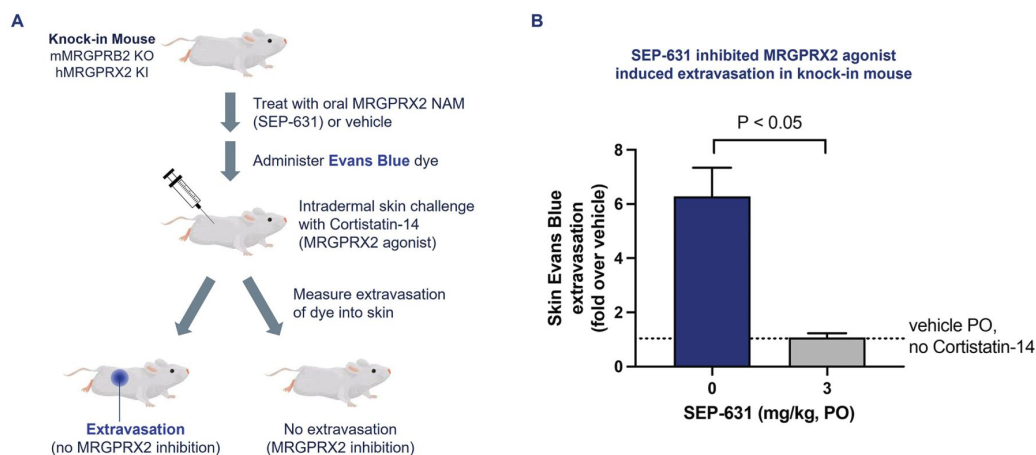 A
Knock-in Mouse
mMRGPRB2 KO
hMRGPRX2 KI
Treat with oral MRGPRX2 NAM
(SEP-631) or vehicle
Administer Evans Blue dye
Intradermal skin challenge
with Cortistatin-14
(MRGPRX2 agonist)
Measure extravasation
of dye into skin
Extravasation
(no MRGPRX2 inhibition)
No extravasation
(MRGPRX2 inhibition)
B
SEP-631 inhibited MRGPRX2 agonist
induced extravasation in knock-in mouse
P < 0.05
Skin Evans Blue
extravasation
(fold over vehicle)
8
6
4
2
0
vehicle PO,
no Cortistatin-14
0
3
SEP-631 (mg/kg, PO)